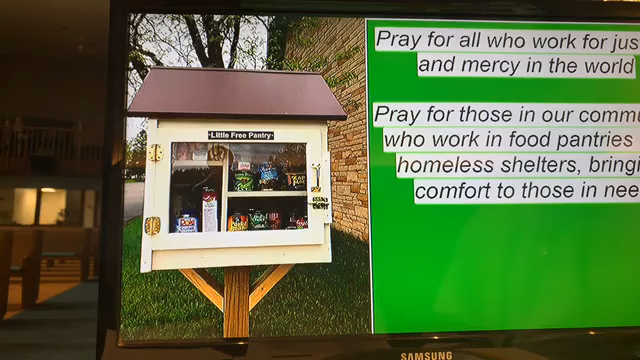 Little Free Pantry
Pray for all who work for jus
and mercy in the world
Pray for those in our commu
who work in food pantries
homeless shelters, bringi
comfort to those in nee
SAMSUNG